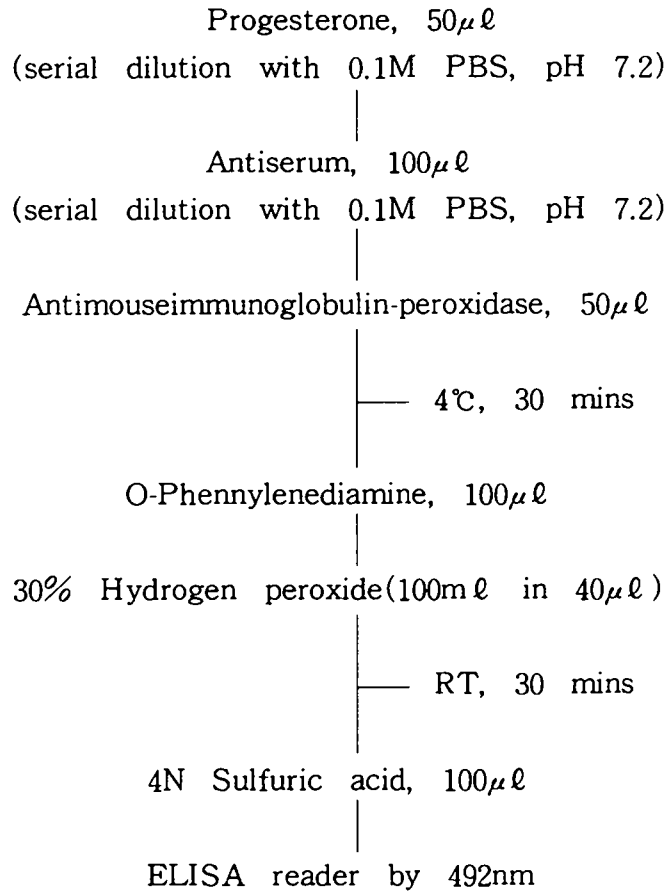 Progesterone, 50μℓ
(serial dilution with 0.1M PBS, pH 7.2)
Antiserum, 100μℓ
(serial dilution with 0.1M PBS, pH 7.2)
Antimouseimmunoglobulin-peroxidase, 50μℓ
4℃, 30 mins
O-Phennylenediamine, 100μℓ
30% Hydrogen peroxide(100mℓ in 40μℓ)
RT, 30 mins
4N Sulfuric acid, 100μℓ
ELISA reader by 492nm